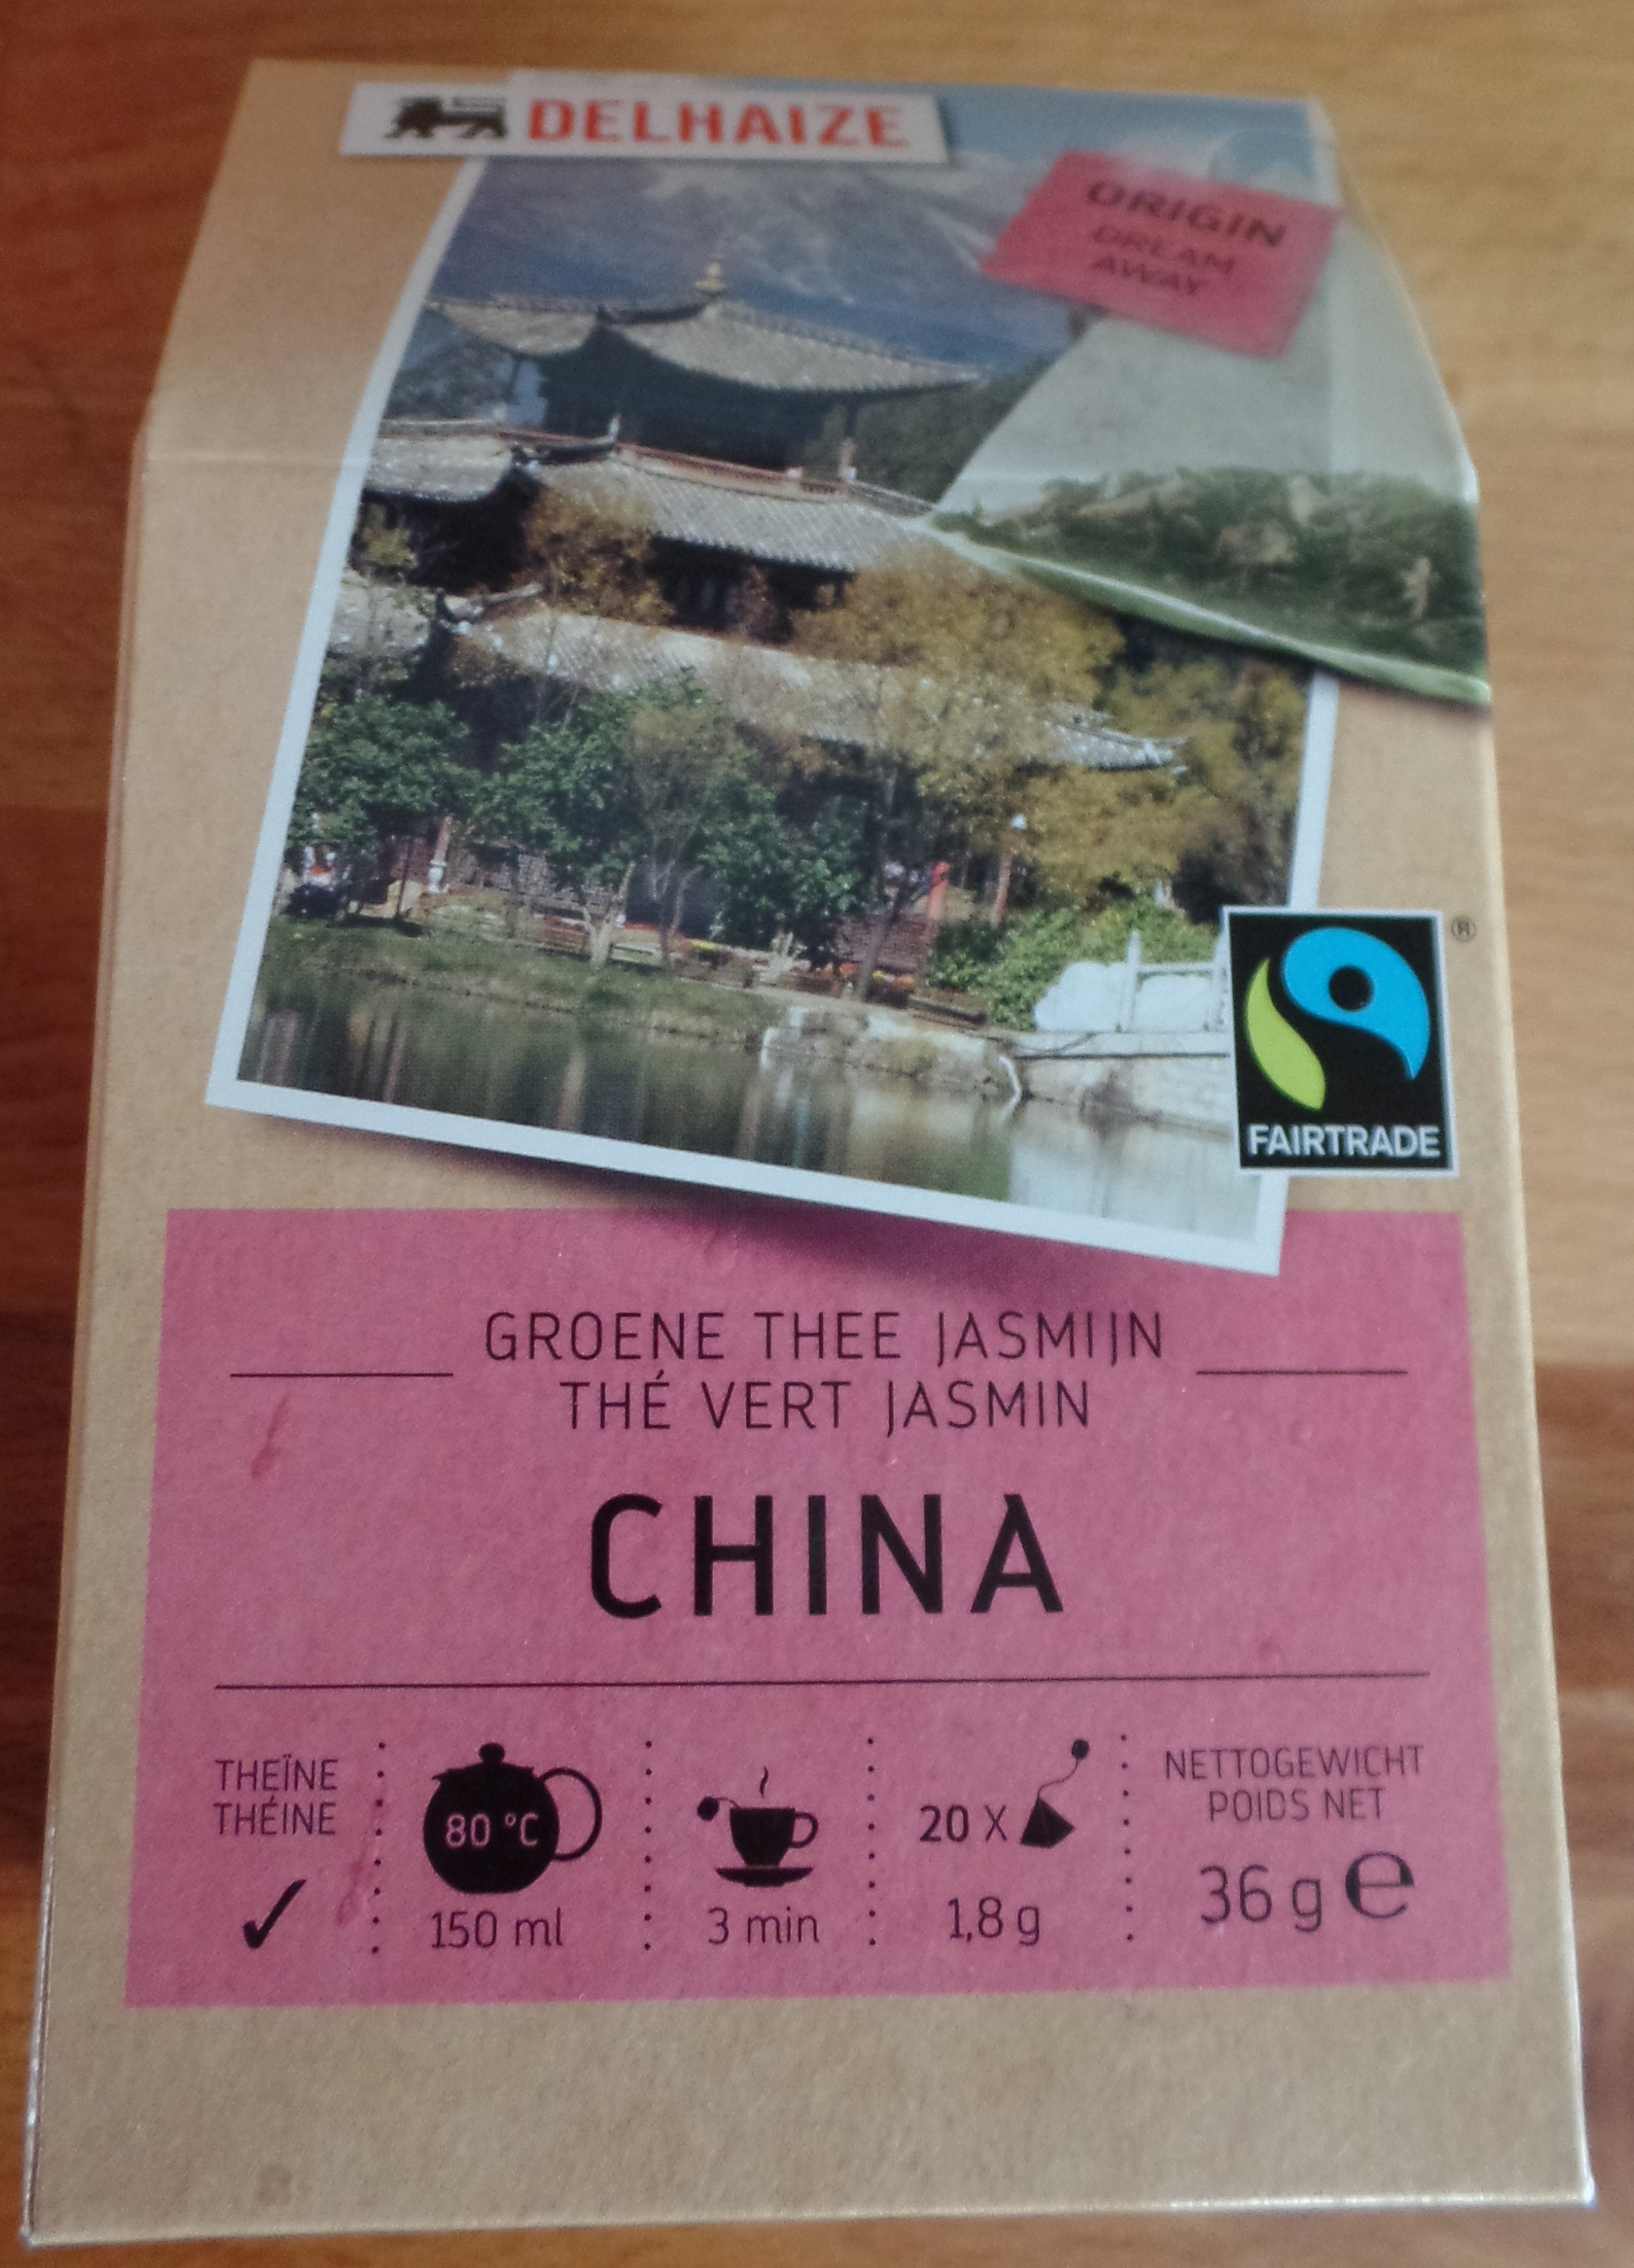 DELHAIZE
ORIGIN
DREAM
AWAY
®
FAIRTRADE
GROENE THEE JASMIJN
THÉ VERT JASMIN
CHINA
THEÏNE
THÉINE
✓
80 °C
150 ml
3 min
20 X
1,8 g
NETTOGEWICHT
POIDS NET
36 g ℮